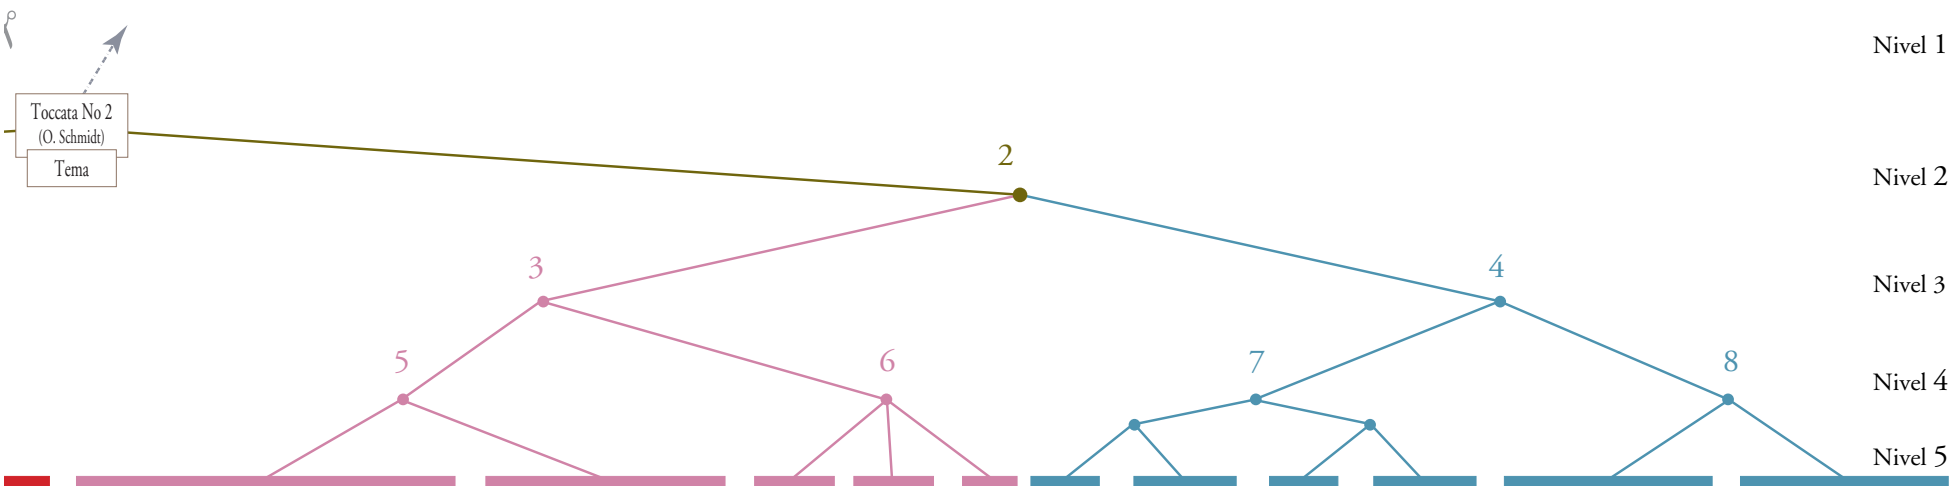 Nivel 1
Toccata No 2
(O. Schmidt)
Tema
2
Nivel 2
3
4
Nivel 3
5
6
7
8
Nivel 4
Nivel 5